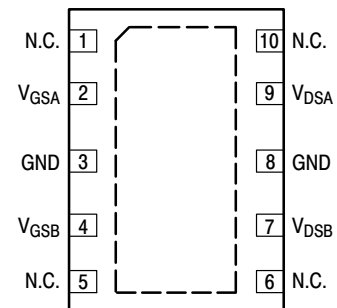 N.C. 1 10 N.C.
VGSA 2 9 VDSA
GND 3 8 GND
VGSB 4 7 VDSB
N.C. 5 6 N.C.